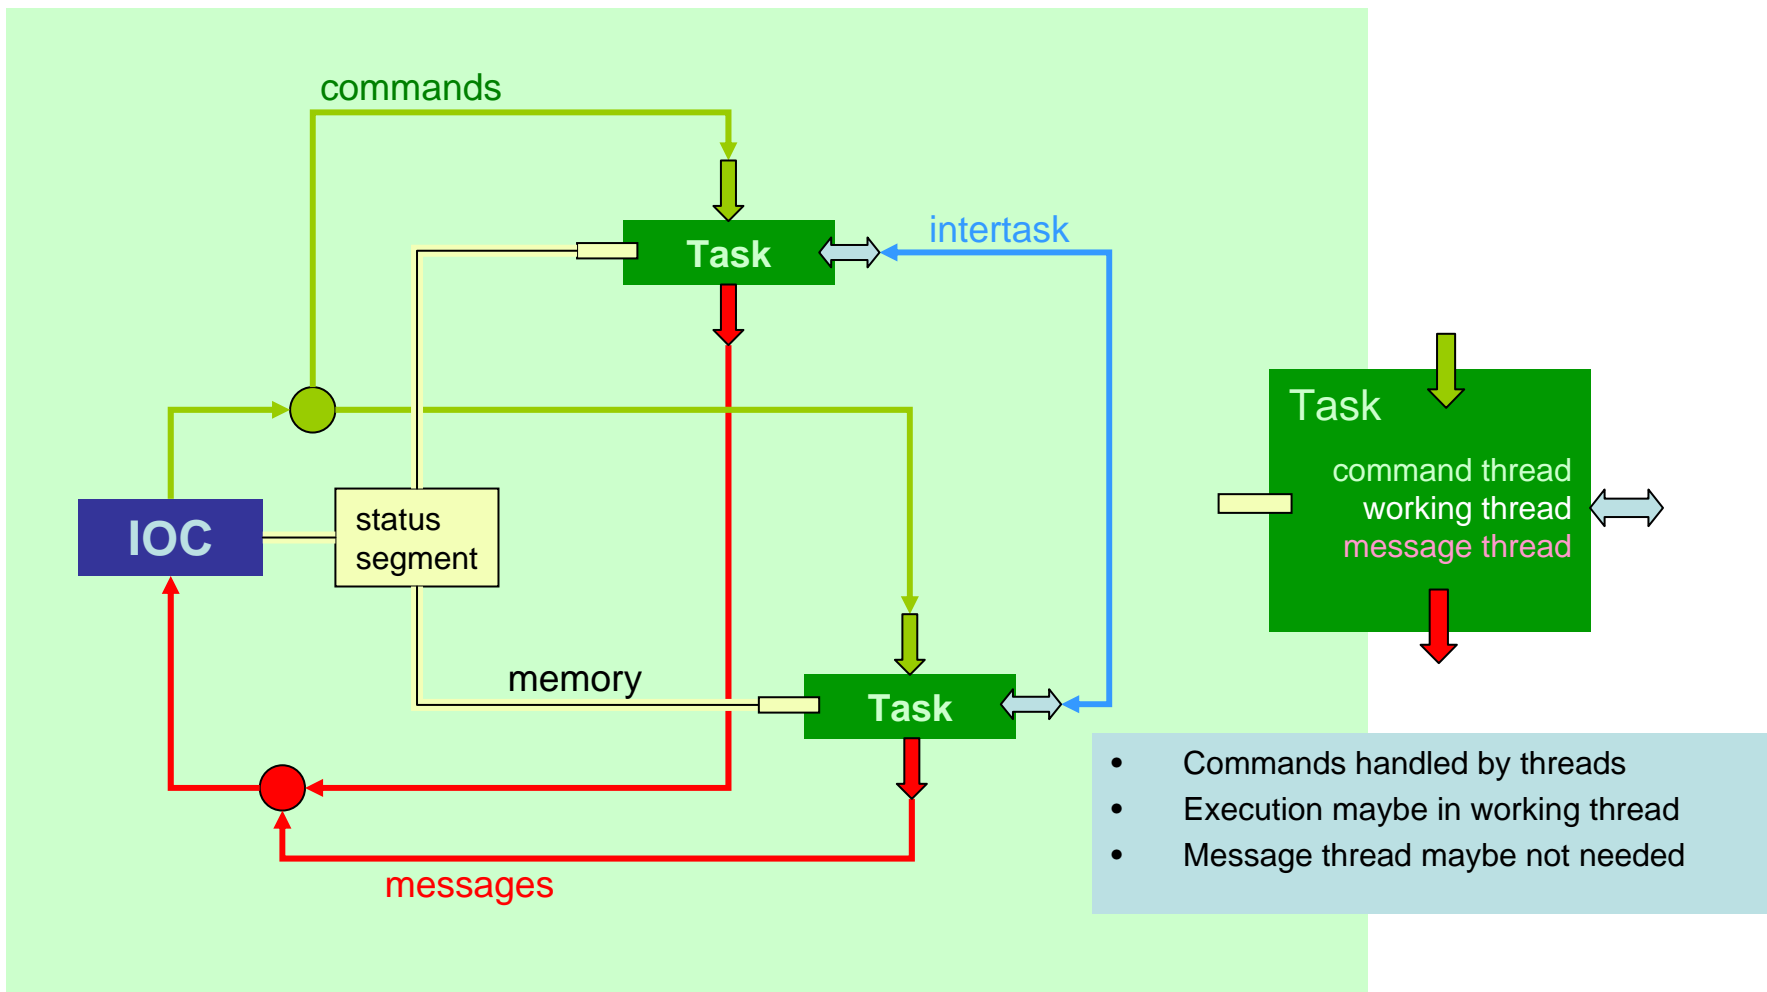 commands
Task
intertask
Task
command thread
working thread
message thread
IOC
status
segment
memory
Task
• Commands handled by threads
• Execution maybe in working thread
• Message thread maybe not needed
messages